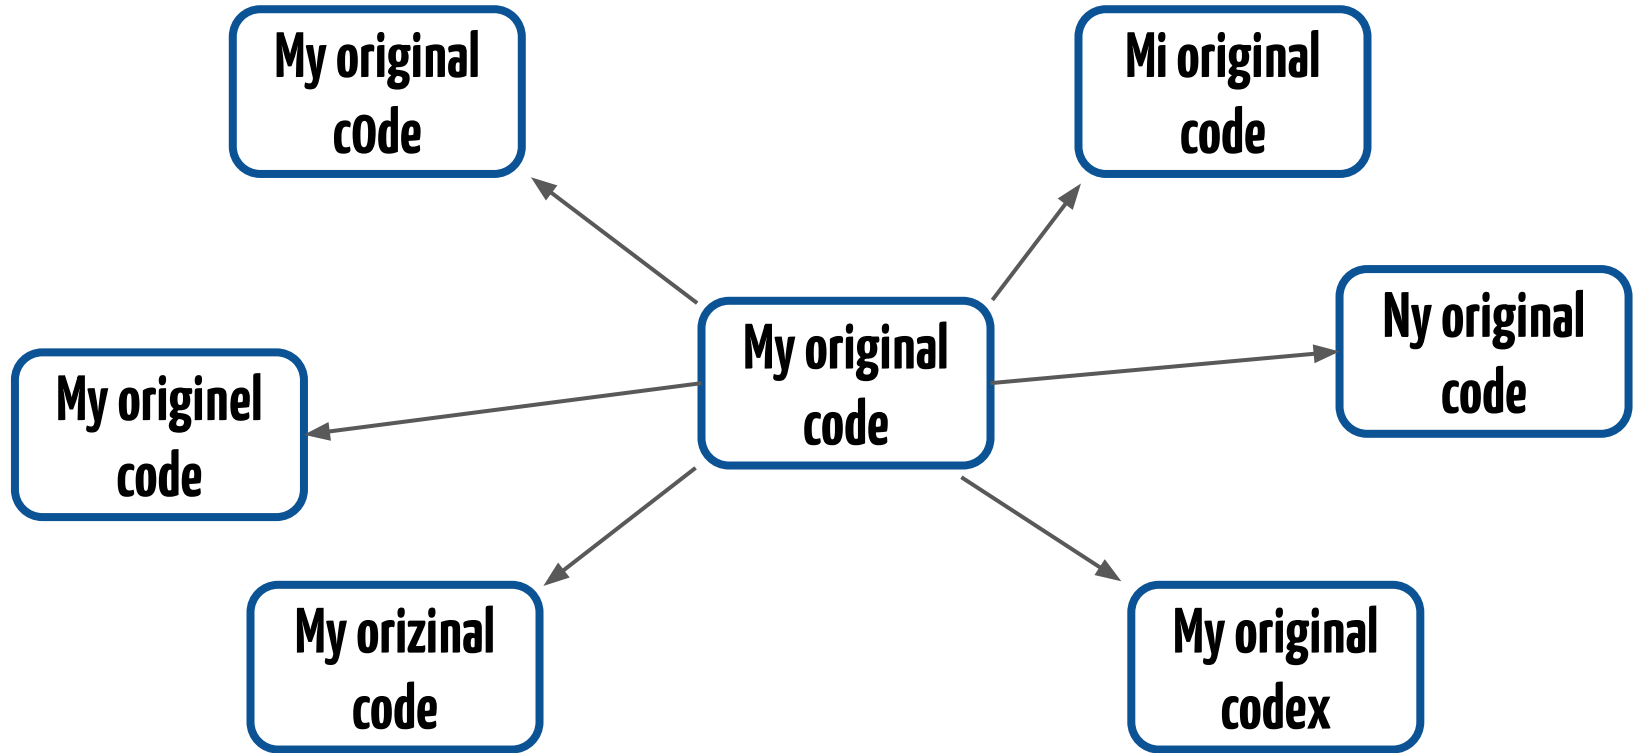 My original
c0de
Mi original
code
Ny original
code
My original
code
My originel
code
My orizinal
code
My original
codex